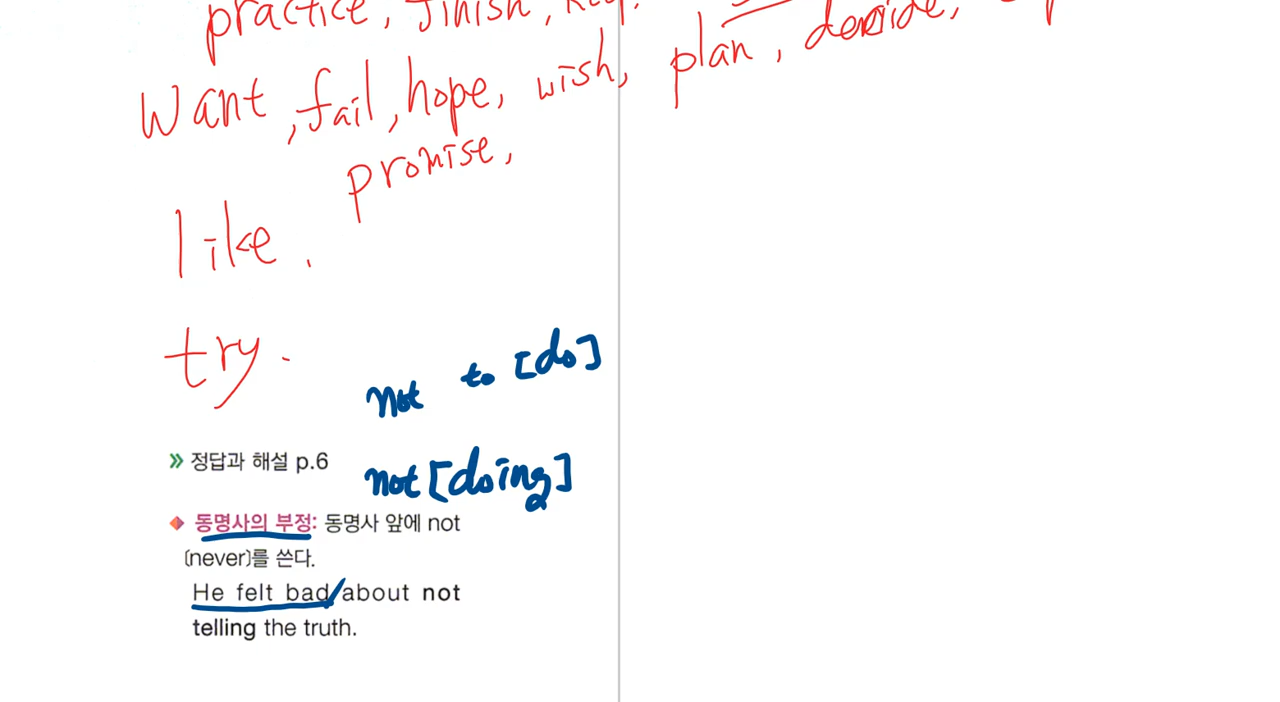 practice, finish, keep,
want, fail, hope, wish, plan, decide,
promise,
like.
try.
not to [do]
» 정답과 해설 p.6
not [doing]
◆ 동명사의 부정: 동명사 앞에 not
(never)를 쓴다.
He felt bad/about not
telling the truth.